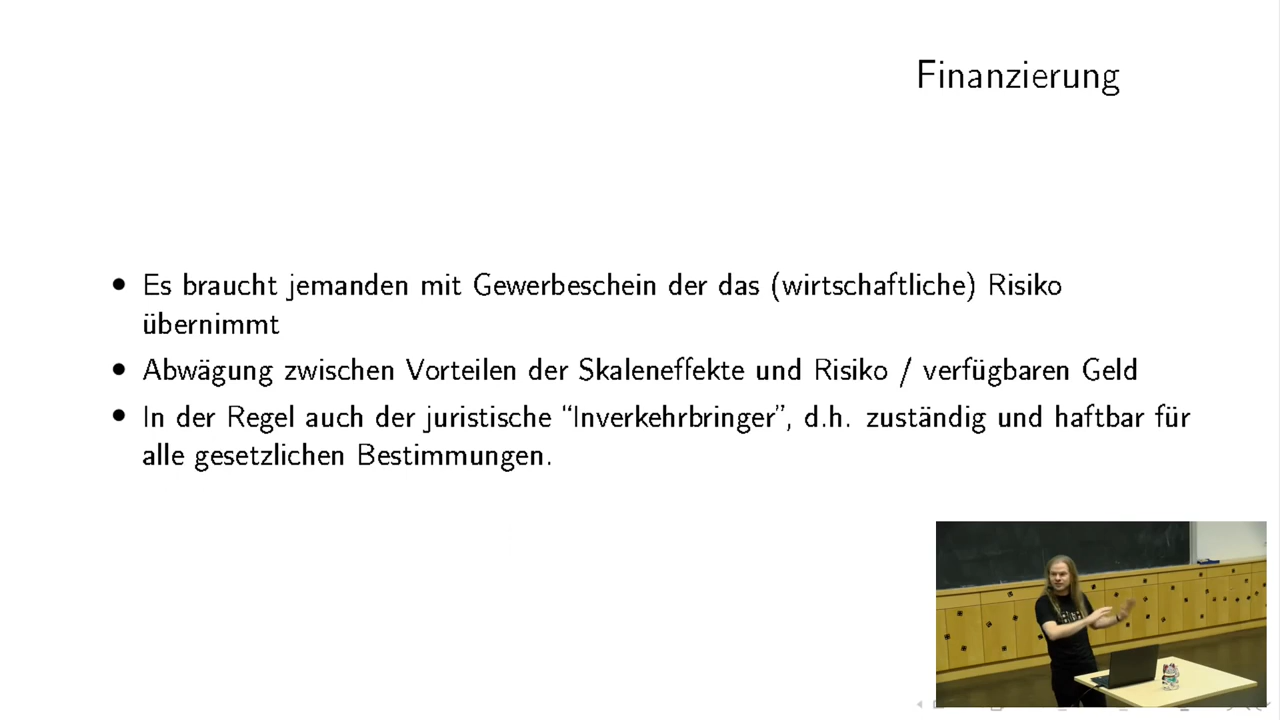 Finanzierung
• Es braucht jemanden mit Gewerbeschein der das (wirtschaftliche) Risiko
übernimmt
• Abwägung zwischen Vorteilen der Skaleneffekte und Risiko / verfügbaren Geld
• In der Regel auch der juristische “Inverkehrbringer”, d.h. zuständig und haftbar für
alle gesetzlichen Bestimmungen.